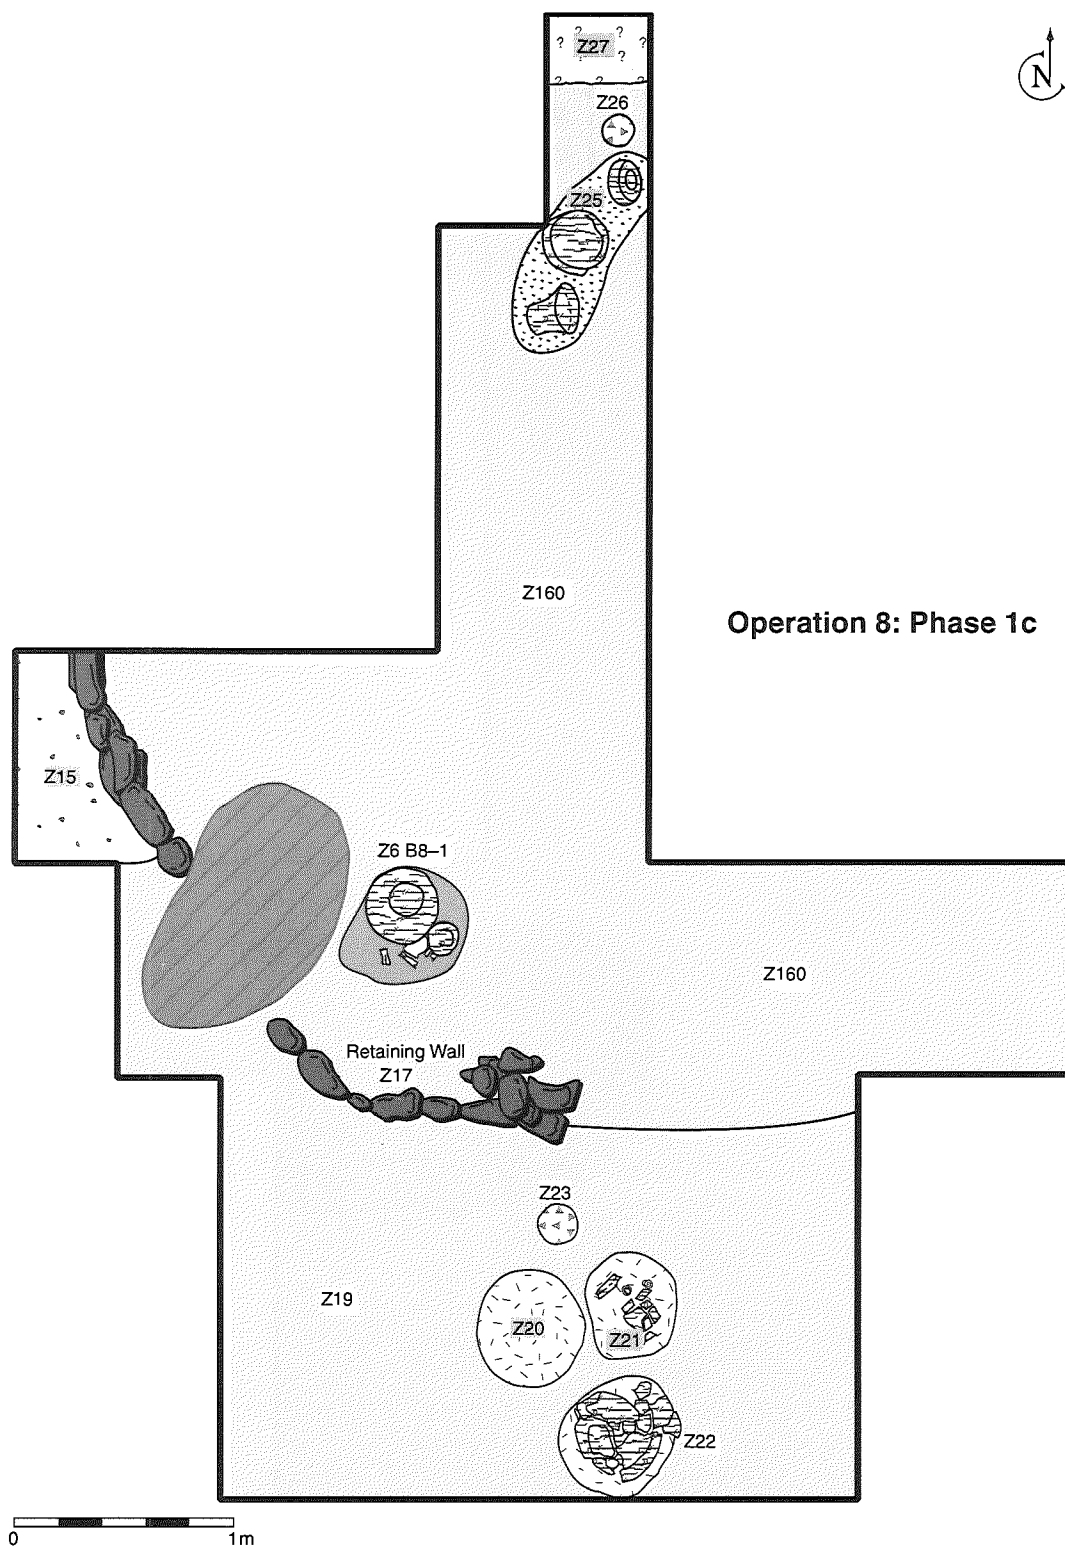 ? ? ? ? ?
Z27
? ? ?
N
Z26
Z25
Z160
Operation 8: Phase 1c
Z15
Z6 B8–1
Z160
Retaining Wall
Z17
Z23
Z19
Z20
Z21
Z22
0 1m